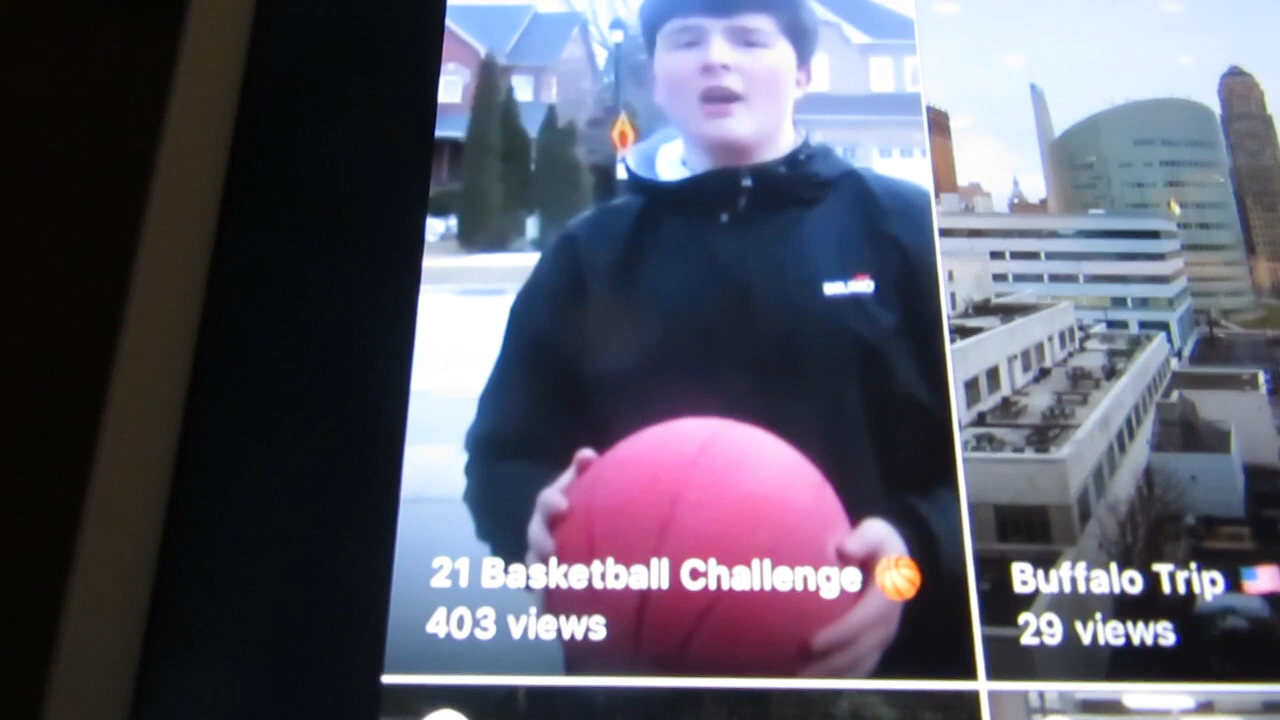 21 Basketball Challenge 🏀
403 views
Buffalo Trip 🇺🇸
29 views